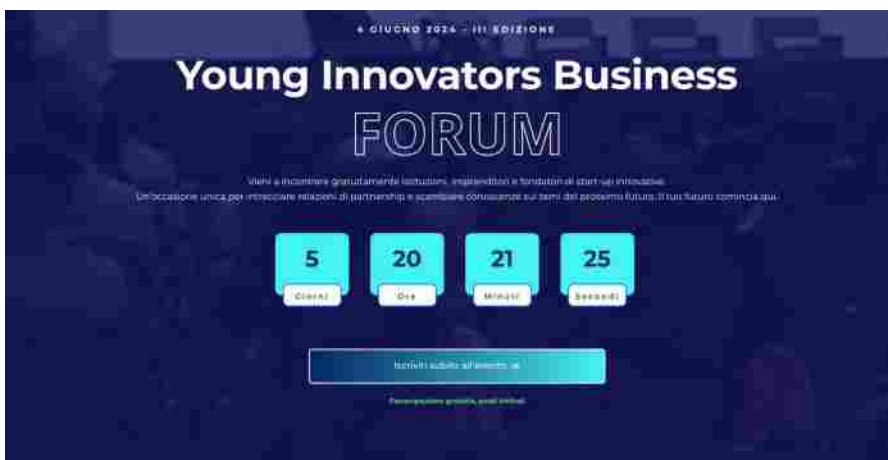 4 GIUGNO 2024 - III EDIZIONE
Young Innovators Business
FORUM
Vieni a incontrare gratuitamente istituzioni, imprenditori e fondatori di start-up innovative.
Un'occasione unica per intrecciare relazioni di partnership e scambiare conoscenze sui temi del prossimo futuro. Il tuo futuro comincia qui.
5 20 21 25
Giorni Ore Minuti Secondi
Iscriviti subito all'evento
Partecipazione gratuita, posti limitati